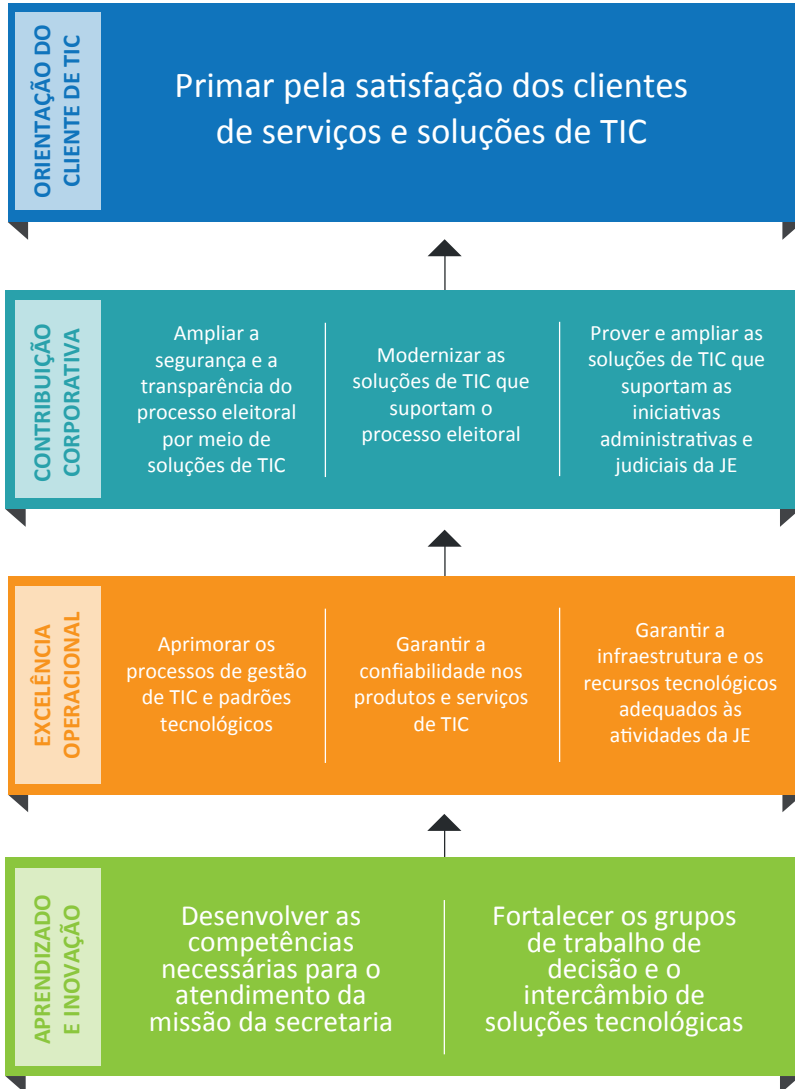 ORIENTAÇÃO DO
CLIENTE DE TIC
Primar pela satisfação dos clientes
de serviços e soluções de TIC
CONTRIBUIÇÃO
CORPORATIVA
Ampliar a
segurança e a
transparência do
processo eleitoral
por meio de
soluções de TIC
Modernizar as
soluções de TIC que
suportam o
processo eleitoral
Prover e ampliar as
soluções de TIC que
suportam as
iniciativas
administrativas e
judiciais da JE
EXCELÊNCIA
OPERACIONAL
Aprimorar os
processos de gestão
de TIC e padrões
tecnológicos
Garantir a
confiabilidade nos
produtos e serviços
de TIC
Garantir a
infraestrutura e os
recursos tecnológicos
adequados às
atividades da JE
APRENDIZADO
E INOVAÇÃO
Desenvolver as
competências
necessárias para o
atendimento da
missão da secretaria
Fortalecer os grupos
de trabalho de
decisão e o
intercâmbio de
soluções tecnológicas